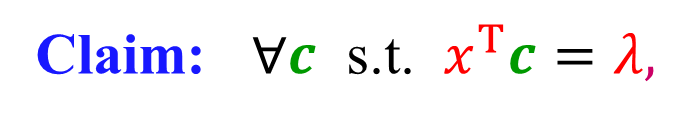 Claim: ∀c s.t. xᵀc = λ,